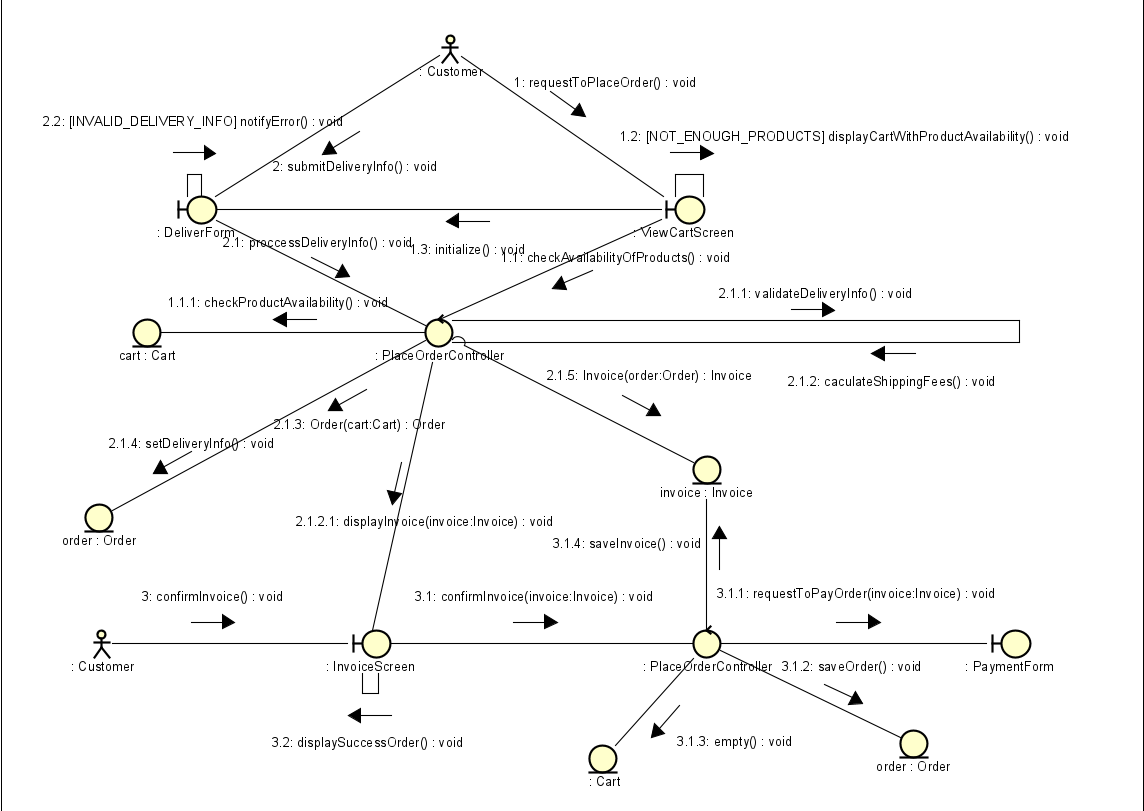 : Customer
1: requestToPlaceOrder() : void
2.2: [INVALID_DELIVERY_INFO] notifyError() : void
1.2: [NOT_ENOUGH_PRODUCTS] displayCartWithProductAvailability() : void
2: submitDeliveryInfo() : void
: DeliverForm
: ViewCartScreen
2.1: proccessDeliveryInfo() : void
1.3: initialize() : void
1.1: checkAvailabilityOfProducts() : void
2.1.1: validateDeliveryInfo() : void
1.1.1: checkProductAvailability() : void
cart : Cart
: PlaceOrderController
2.1.5: Invoice(order:Order) : Invoice
2.1.2: caculateShippingFees() : void
2.1.3: Order(cart:Cart) : Order
2.1.4: setDeliveryInfo() : void
invoice : Invoice
2.1.2.1: displayInvoice(invoice:Invoice) : void
order : Order
3.1.4: saveInvoice() : void
3: confirmInvoice() : void
3.1: confirmInvoice(invoice:Invoice) : void
3.1.1: requestToPayOrder(invoice:Invoice) : void
: Customer
: InvoiceScreen
: PlaceOrderController
3.1.2: saveOrder() : void
: PaymentForm
3.2: displaySuccessOrder() : void
3.1.3: empty() : void
order : Order
: Cart